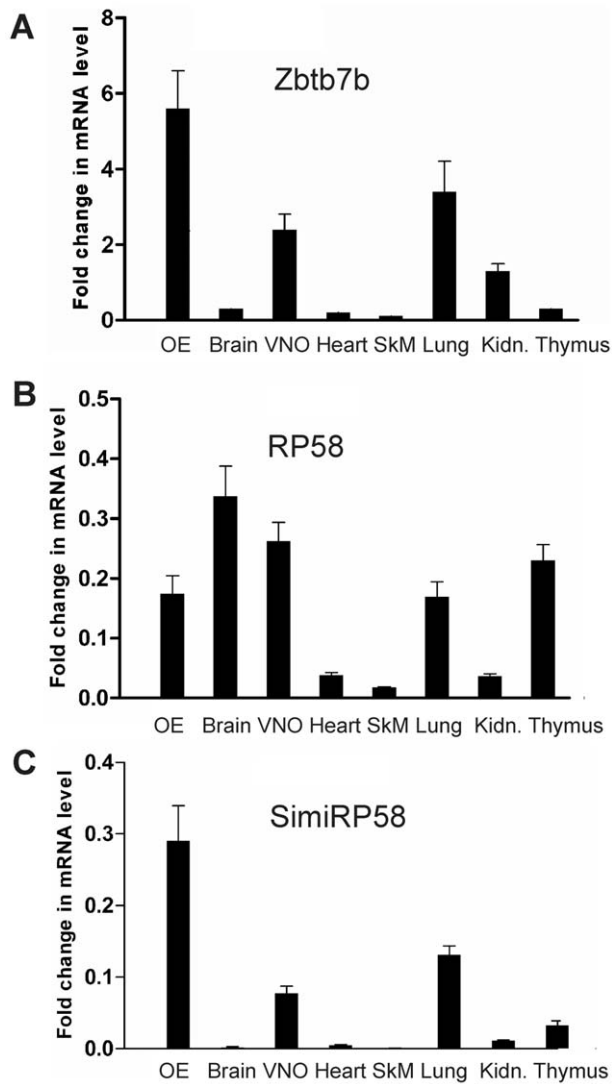 A
Zbtb7b
Fold change in mRNA level
8
6
4
2
0
OE Brain VNO Heart SkM Lung Kidn. Thymus
B
RP58
Fold change in mRNA level
0.5
0.4
0.3
0.2
0.1
0.0
OE Brain VNO Heart SkM Lung Kidn. Thymus
C
SimiRP58
Fold change in mRNA level
0.4
0.3
0.2
0.1
0.0
OE Brain VNO Heart SkM Lung Kidn. Thymus